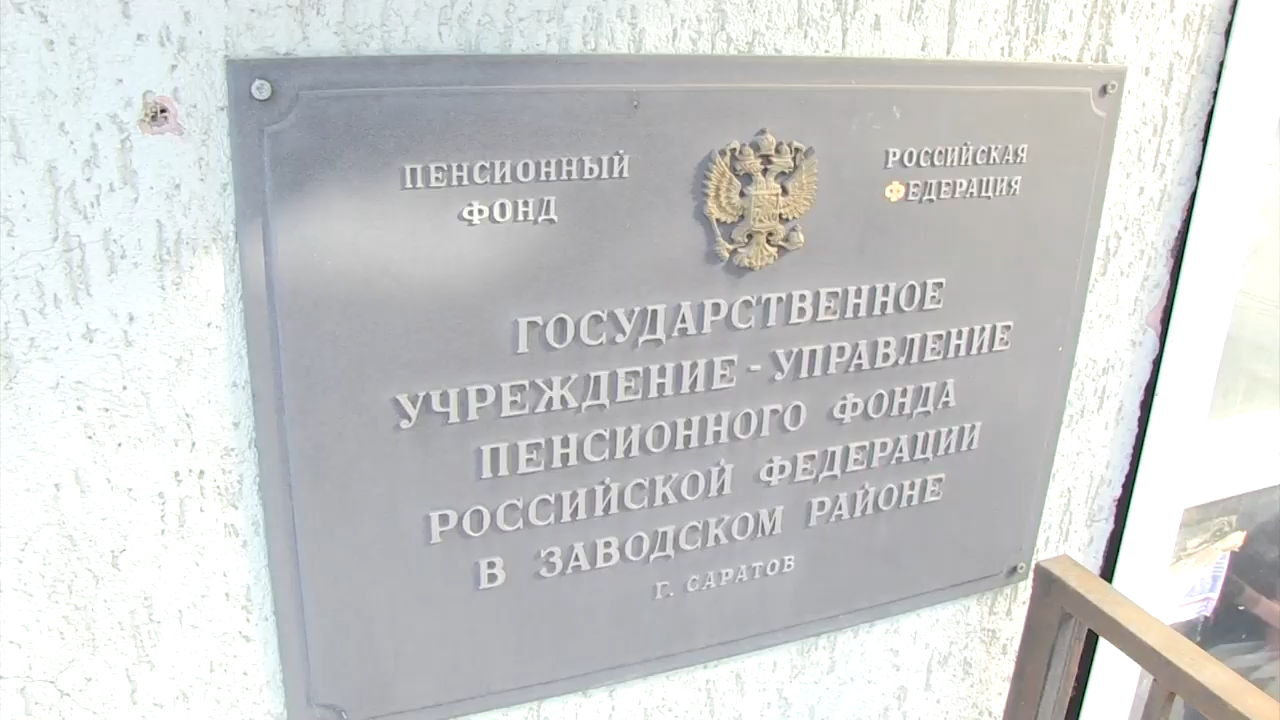 ПЕНСИОННЫЙ
ФОНД
РОССИЙСКАЯ
ФЕДЕРАЦИЯ
ГОСУДАРСТВЕННОЕ
УЧРЕЖДЕНИЕ - УПРАВЛЕНИЕ
ПЕНСИОННОГО ФОНДА
РОССИЙСКОЙ ФЕДЕРАЦИИ
В ЗАВОДСКОМ РАЙОНЕ
Г. САРАТОВ